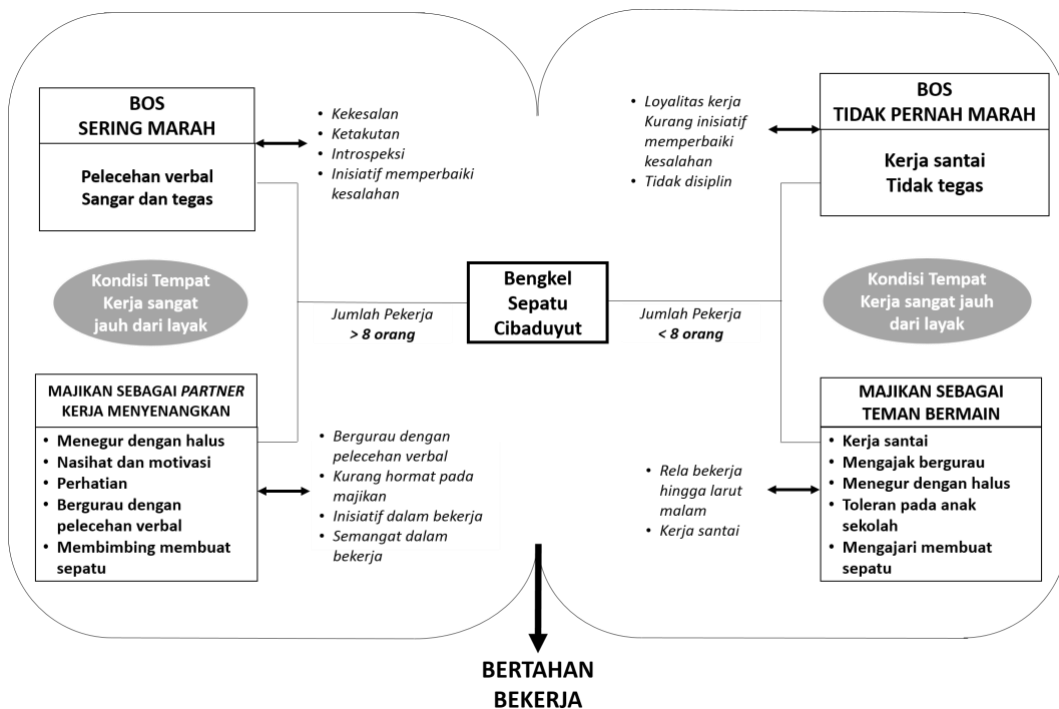 BOS
SERING MARAH
Pelecehan verbal
Sangar dan tegas
• Kekesalan
• Ketakutan
• Introspeksi
• Inisiatif memperbaiki
kesalahan
• Loyalitas kerja
Kurang inisiatif
memperbaiki
kesalahan
• Tidak disiplin
BOS
TIDAK PERNAH MARAH
Kerja santai
Tidak tegas
Kondisi Tempat
Kerja sangat
jauh dari layak
Jumlah Pekerja
> 8 orang
Bengkel
Sepatu
Cibaduyut
Jumlah Pekerja
< 8 orang
Kondisi Tempat
Kerja sangat jauh
dari layak
MAJIKAN SEBAGAI PARTNER
KERJA MENYENANGKAN
• Menegur dengan halus
• Nasihat dan motivasi
• Perhatian
• Bergurau dengan
pelecehan verbal
• Membimbing membuat
sepatu
• Bergurau dengan
pelecehan verbal
• Kurang hormat pada
majikan
• Inisiatif dalam bekerja
• Semangat dalam
bekerja
• Rela bekerja
hingga larut
malam
• Kerja santai
MAJIKAN SEBAGAI
TEMAN BERMAIN
• Kerja santai
• Mengajak bergurau
• Menegur dengan halus
• Toleran pada anak
sekolah
• Mengajari membuat
sepatu
BERTAHAN
BEKERJA